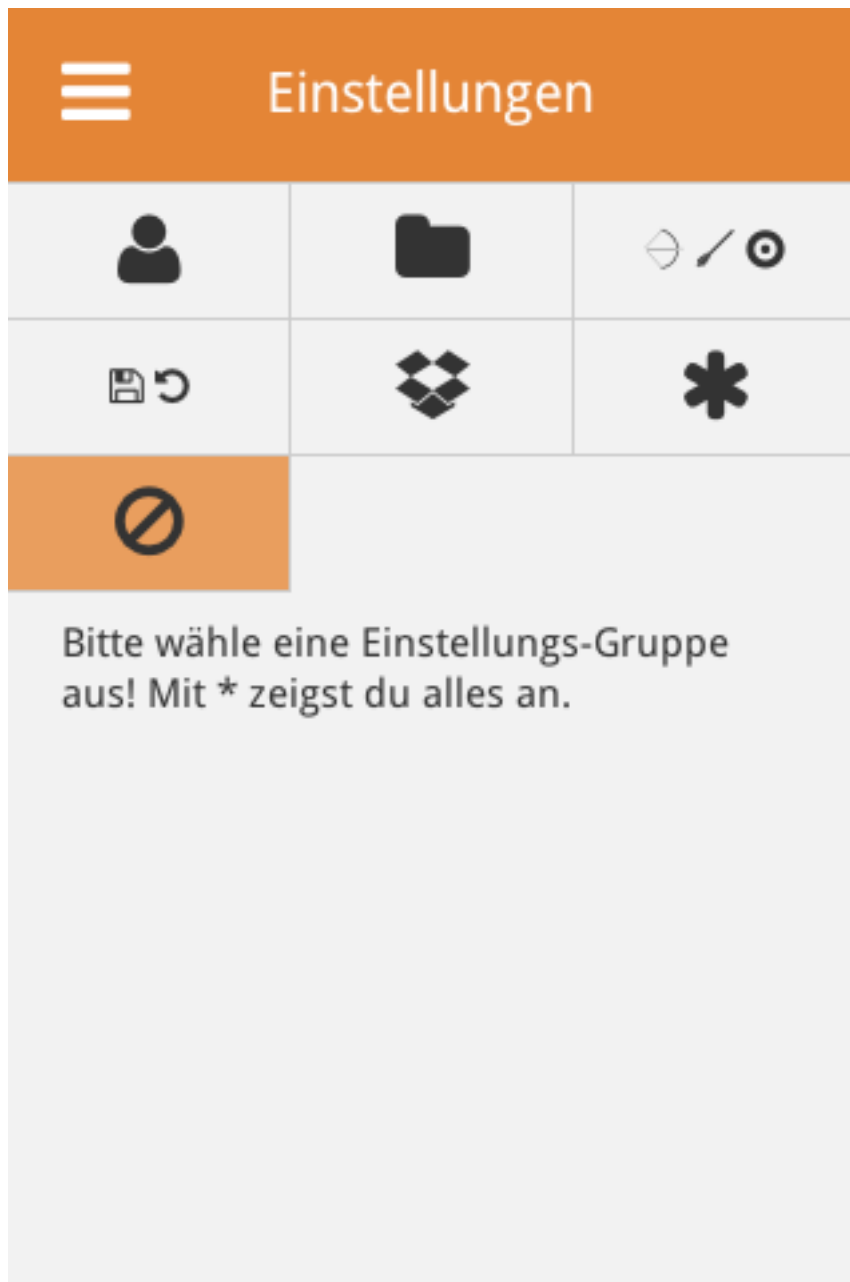 Einstellungen
Bitte wähle eine Einstellungs-Gruppe
aus! Mit * zeigst du alles an.